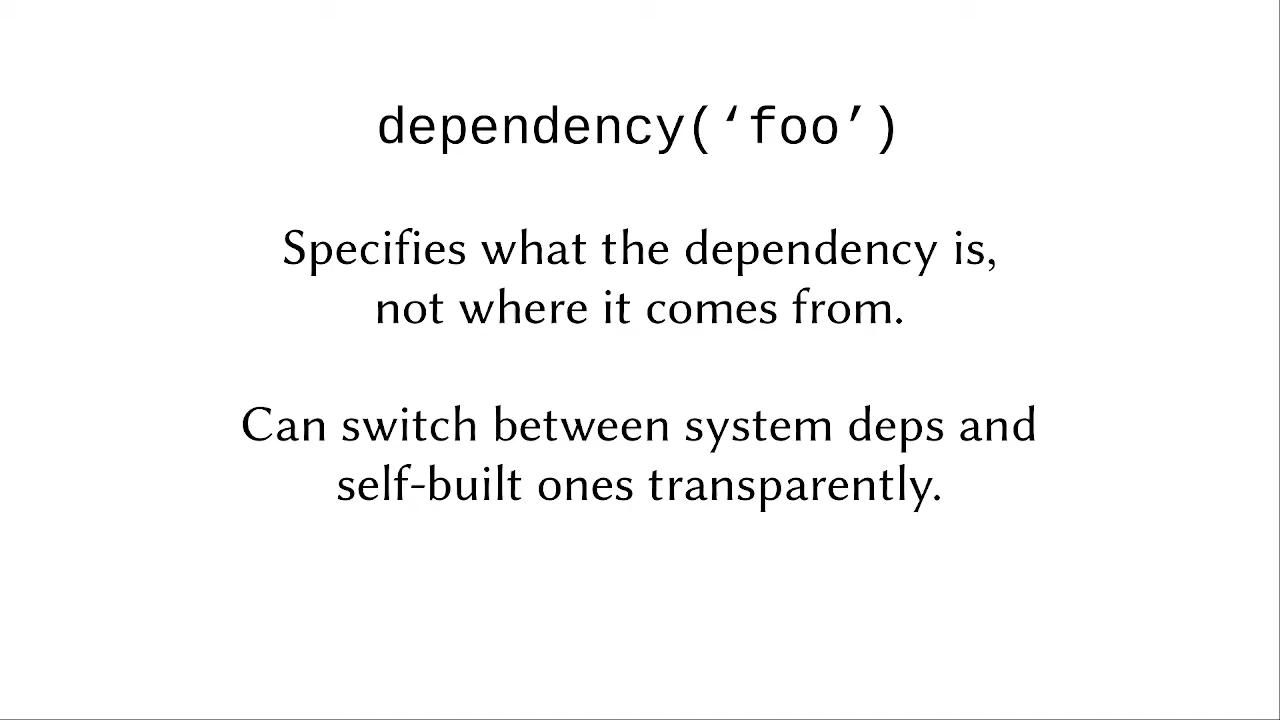 dependency(‘foo’)
Specifies what the dependency is,
not where it comes from.
Can switch between system deps and
self-built ones transparently.